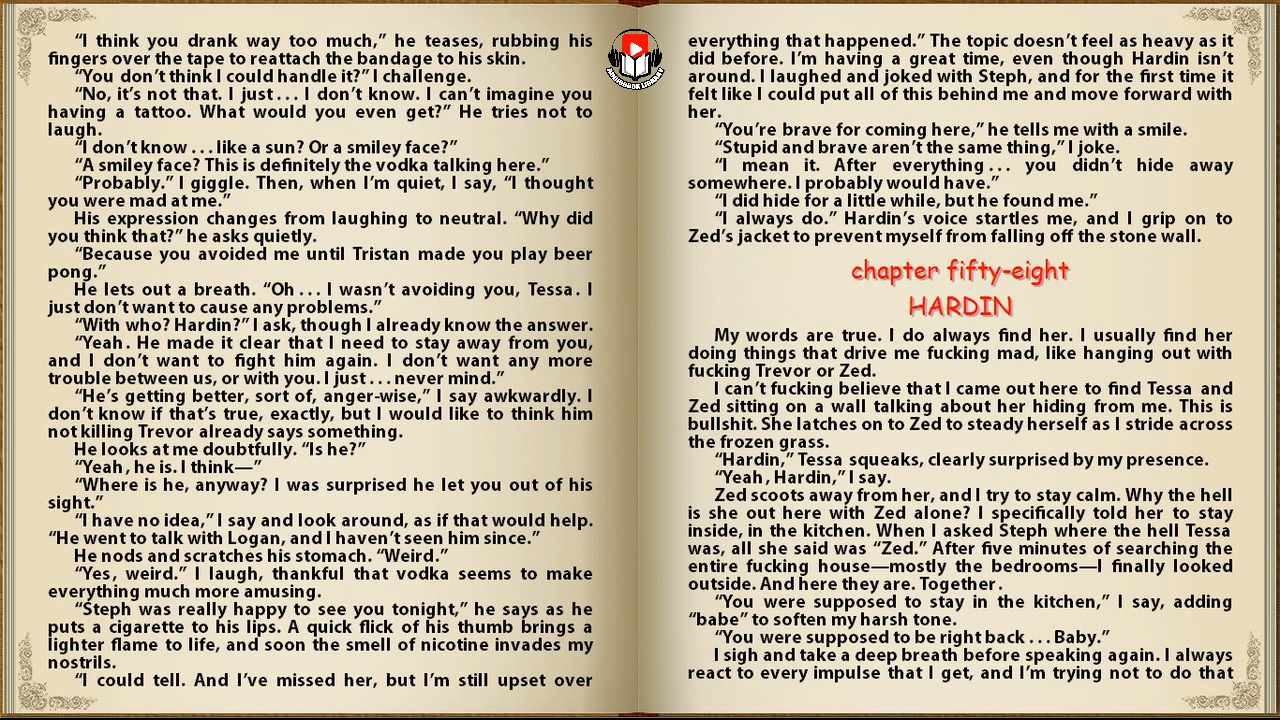 “I think you drank way too much,” he teases, rubbing his
fingers over the tape to reattach the bandage to his skin.
“You don’t think I could handle it?” I challenge.
“No, it’s not that. I just . . . I don’t know. I can’t imagine you
having a tattoo. What would you even get?” He tries not to
laugh.
“I don’t know . . . like a sun? Or a smiley face?”
“A smiley face? This is definitely the vodka talking here.”
“Probably.” I giggle. Then, when I’m quiet, I say, “I thought
you were mad at me.”
His expression changes from laughing to neutral. “Why did
you think that?” he asks quietly.
“Because you avoided me until Tristan made you play beer
pong.”
He lets out a breath. “Oh . . . I wasn’t avoiding you, Tessa. I
just don’t want to cause any problems.”
“With who? Hardin?” I ask, though I already know the answer.
“Yeah. He made it clear that I need to stay away from you,
and I don’t want to fight him again. I don’t want any more
trouble between us, or with you. I just . . . never mind.”
“He’s getting better, sort of, anger-wise,” I say awkwardly. I
don’t know if that’s true, exactly, but I would like to think him
not killing Trevor already says something.
He looks at me doubtfully. “Is he?”
“Yeah, he is. I think—”
“Where is he, anyway? I was surprised he let you out of his
sight.”
“I have no idea,” I say and look around, as if that would help.
“He went to talk with Logan, and I haven’t seen him since.”
He nods and scratches his stomach. “Weird.”
“Yes, weird.” I laugh, thankful that vodka seems to make
everything much more amusing.
“Steph was really happy to see you tonight,” he says as he
puts a cigarette to his lips. A quick flick of his thumb brings a
lighter flame to life, and soon the smell of nicotine invades my
nostrils.
“I could tell. And I’ve missed her, but I’m still upset over
everything that happened.” The topic doesn’t feel as heavy as it
did before. I’m having a great time, even though Hardin isn’t
around. I laughed and joked with Steph, and for the first time it
felt like I could put all of this behind me and move forward with
her.
“You’re brave for coming here,” he tells me with a smile.
“Stupid and brave aren’t the same thing,” I joke.
“I mean it. After everything . . . you didn’t hide away
somewhere. I probably would have.”
“I did hide for a little while, but he found me.”
“I always do.” Hardin’s voice startles me, and I grip on to
Zed’s jacket to prevent myself from falling off the stone wall.
chapter fifty-eight
HARDIN
My words are true. I do always find her. I usually find her
doing things that drive me fucking mad, like hanging out with
fucking Trevor or Zed.
I can’t fucking believe that I came out here to find Tessa and
Zed sitting on a wall talking about her hiding from me. This is
bullshit. She latches on to Zed to steady herself as I stride across
the frozen grass.
“Hardin,” Tessa squeaks, clearly surprised by my presence.
“Yeah, Hardin,” I say.
Zed scoots away from her, and I try to stay calm. Why the hell
is she out here with Zed alone? I specifically told her to stay
inside, in the kitchen. When I asked Steph where the hell Tessa
was, all she said was “Zed.” After five minutes of searching the
entire fucking house—mostly the bedrooms—I finally looked
outside. And here they are. Together.
“You were supposed to stay in the kitchen,” I say, adding
“babe” to soften my harsh tone.
“You were supposed to be right back . . . Baby.”
I sigh and take a deep breath before speaking again. I always
react to every impulse that I get, and I’m trying not to do that